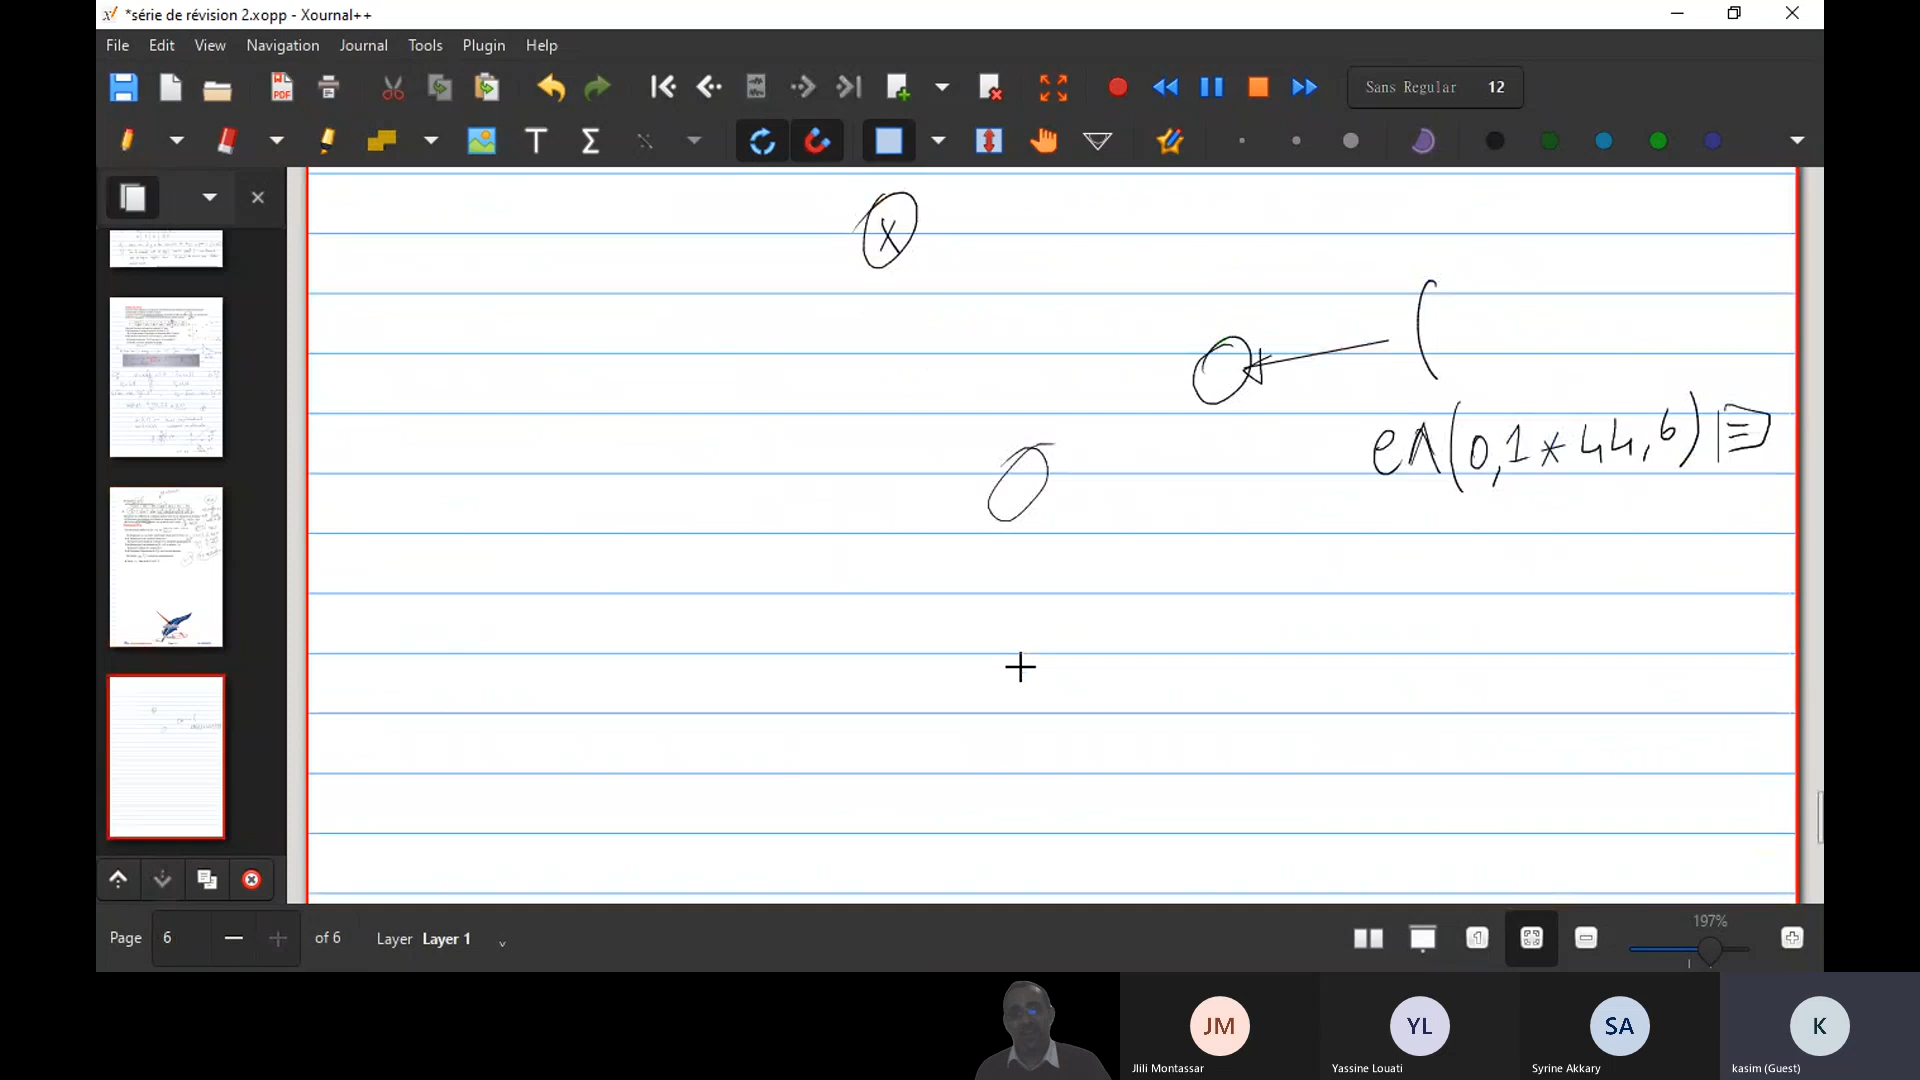 *série de révision 2.xopp - Xournal++
File Edit View Navigation Journal Tools Plugin Help
PDF
Sans Regular 12
T Σ
X
(
(0,1*44,6)
Page 6 of 6 Layer Layer 1
197%
JM YL SA K
Jlili Montassar Yassine Louati Syrine Akkary kasim (Guest)